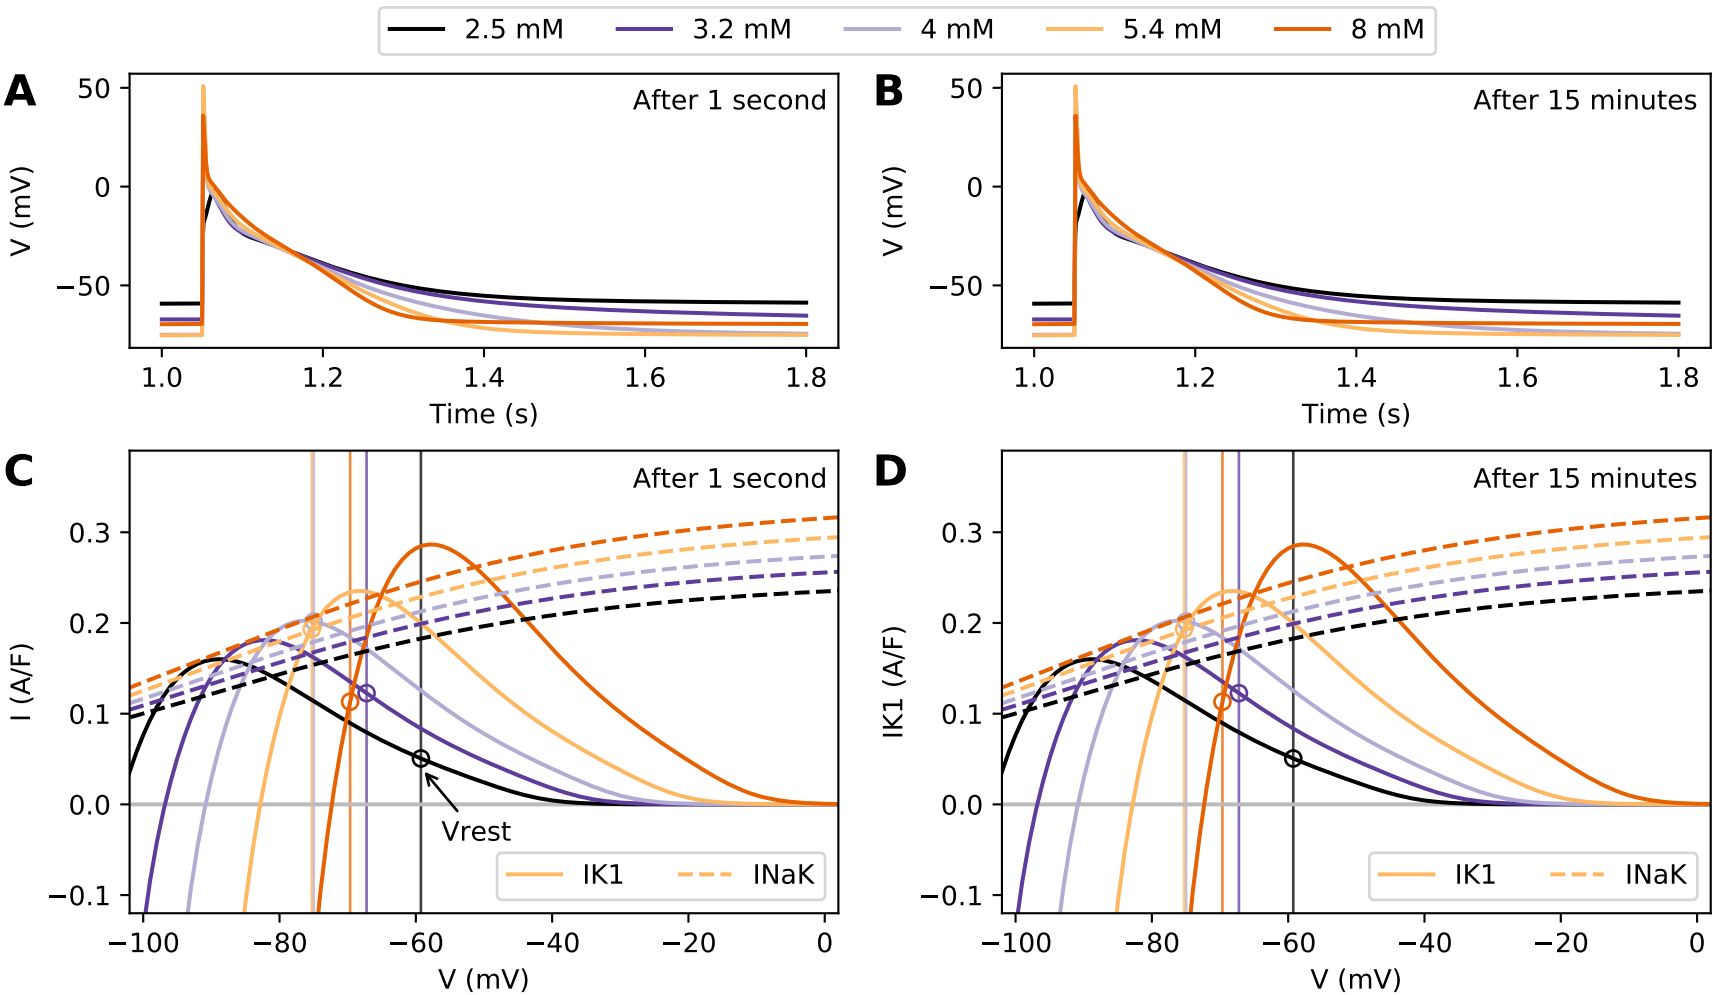 2.5 mM 3.2 mM 4 mM 5.4 mM 8 mM
A
After 1 second
50
0
−50
V (mV)
1.0 1.2 1.4 1.6 1.8
Time (s)
B
After 15 minutes
50
0
−50
V (mV)
1.0 1.2 1.4 1.6 1.8
Time (s)
C
After 1 second
0.3
0.2
0.1
0.0
−0.1
I (A/F)
Vrest
IK1 INaK
−100 −80 −60 −40 −20 0
V (mV)
D
After 15 minutes
0.3
0.2
0.1
0.0
−0.1
IK1 (A/F)
IK1 INaK
−100 −80 −60 −40 −20 0
V (mV)